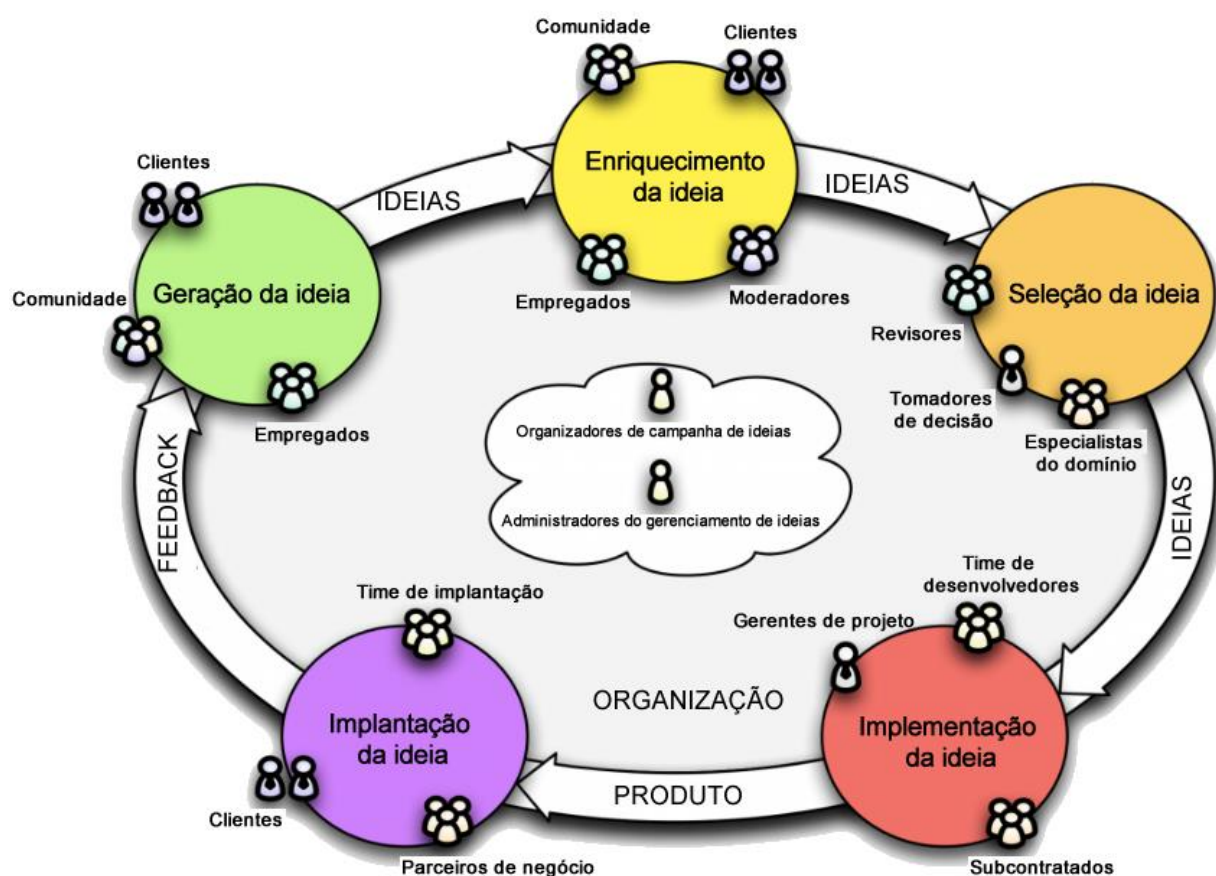 Comunidade
Clientes
Enriquecimento
da ideia
Empregados
Moderadores
IDEIAS
IDEIAS
Clientes
Comunidade
Geração da ideia
Empregados
Seleção da ideia
Revisores
Tomadores
de decisão
Especialistas
do domínio
Organizadores de campanha de ideias
Administradores do gerenciamento de ideias
FEEDBACK
IDEIAS
Time de implantação
Implantação
da ideia
Clientes
Parceiros de negócio
ORGANIZAÇÃO
PRODUTO
Time de
desenvolvedores
Gerentes de projeto
Implementação
da ideia
Subcontratados